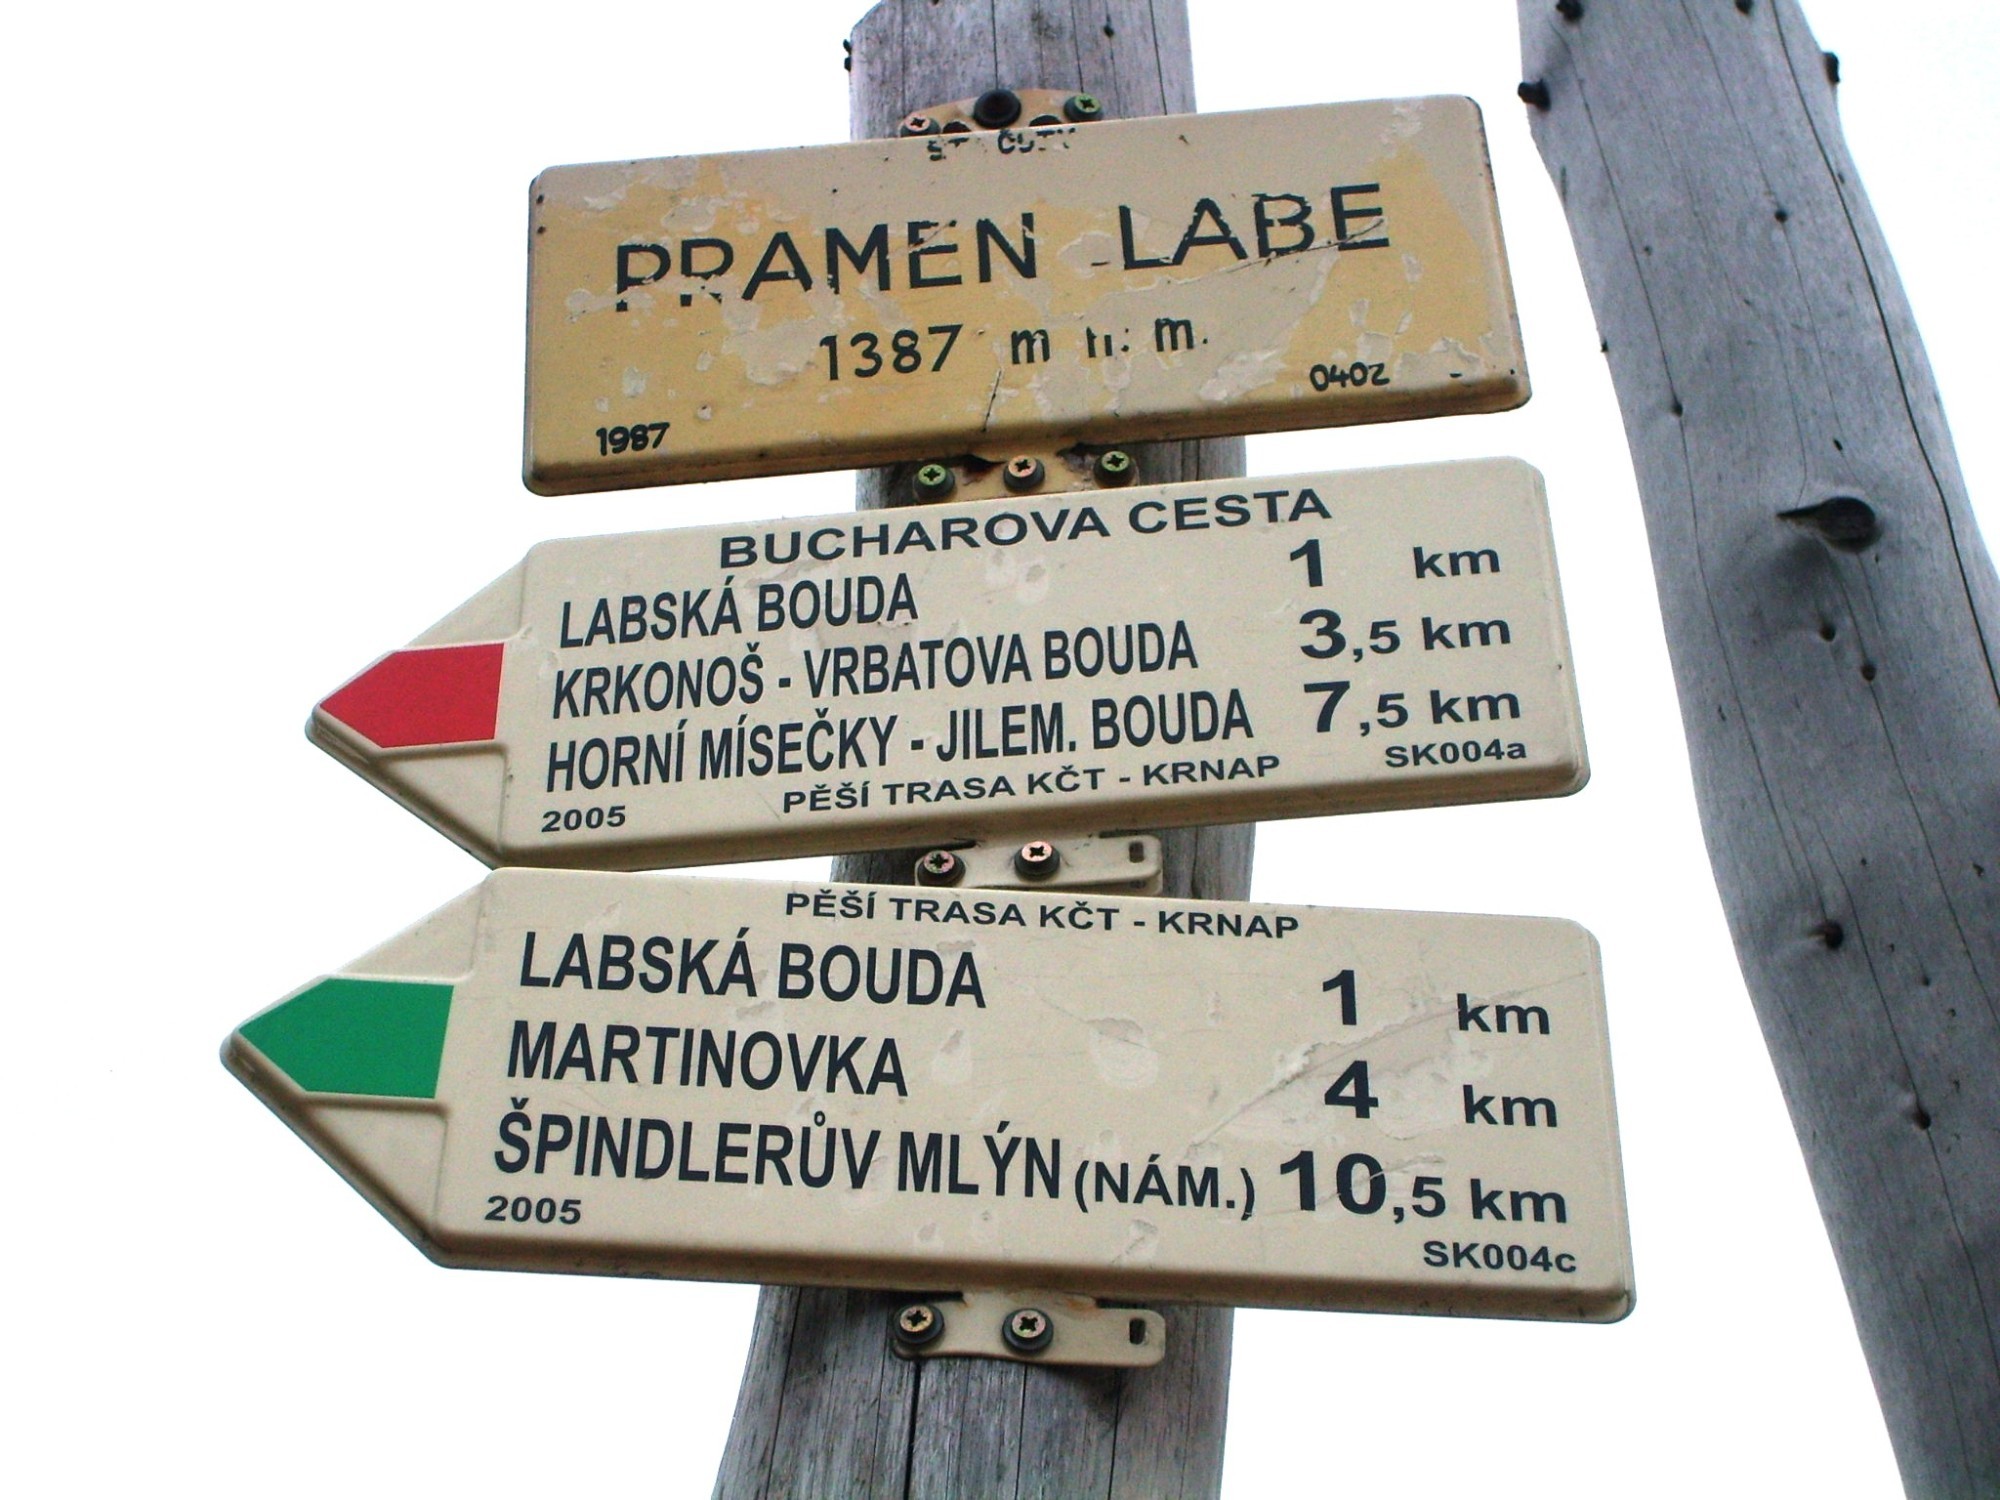 PRAMEN LABE
1387 m n. m.
0402
1987
BUCHAROVA CESTA
LABSKÁ BOUDA 1 km
KRKONOŠ - VRBATOVA BOUDA 3,5 km
HORNÍ MÍSEČKY - JILEM. BOUDA 7,5 km
2005 PĚŠÍ TRASA KČT - KRNAP SK004a
PĚŠÍ TRASA KČT - KRNAP
LABSKÁ BOUDA 1 km
MARTINOVKA 4 km
ŠPINDLERŮV MLÝN (NÁM.) 10,5 km
2005 SK004c